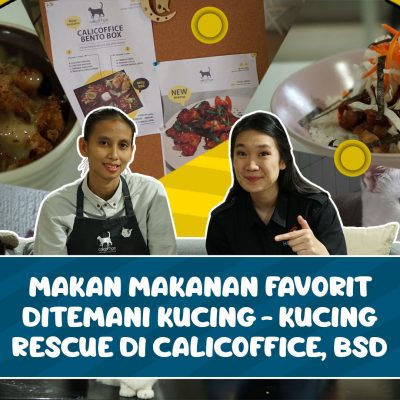 CALICOFFICE
BENTO BOX
NEW
MAKAN MAKANAN FAVORIT
DITEMANI KUCING - KUCING
RESCUE DI CALICOFFICE, BSD